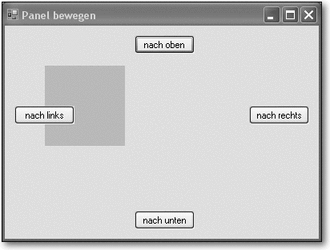 Panel bewegen
nach oben
nach links
nach rechts
nach unten